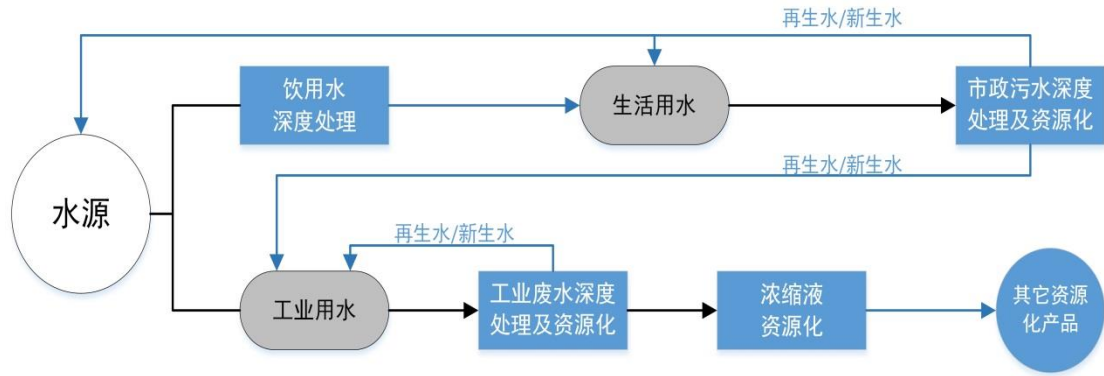 再生水/新生水
饮用水
深度处理
生活用水
市政污水深度
处理及资源化
再生水/新生水
水源
再生水/新生水
工业用水
工业废水深度
处理及资源化
浓缩液
资源化
其它资源
化产品